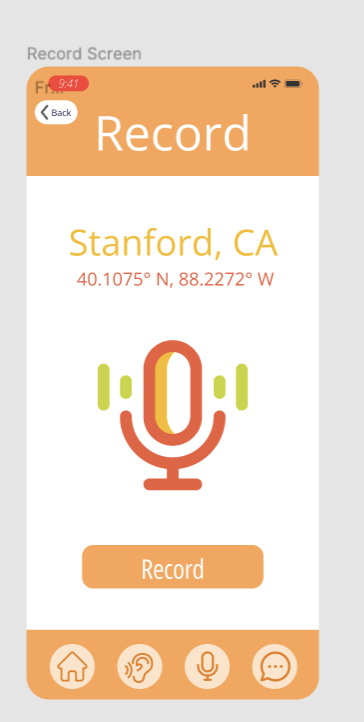 Record Screen
9:41
Back
Record
Stanford, CA
40.1075° N, 88.2272° W
Record